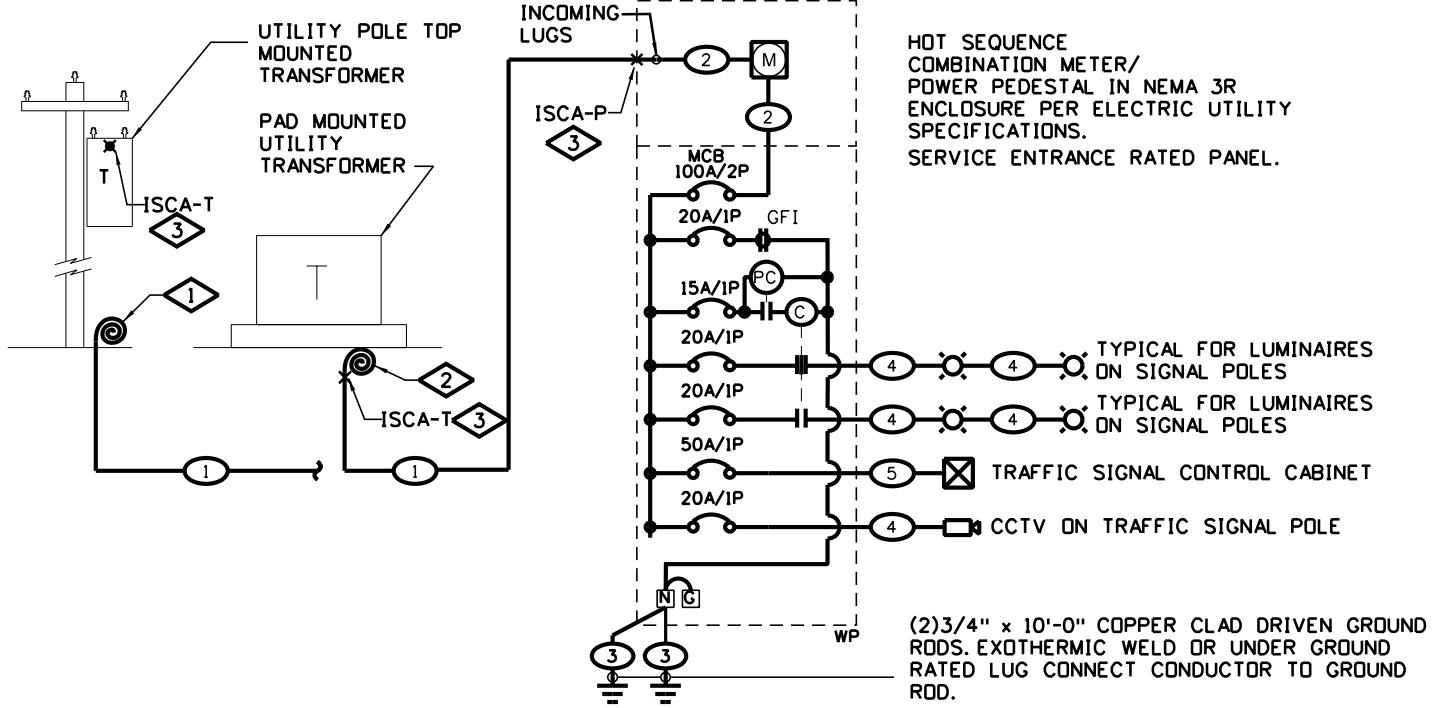 UTILITY POLE TOP
MOUNTED
TRANSFORMER
PAD MOUNTED
UTILITY
TRANSFORMER
T
ISCA-T
3
1
T
2
ISCA-T
3
1
1
INCOMING
LUGS
2
M
ISCA-P
3
2
HOT SEQUENCE
COMBINATION METER/
POWER PEDESTAL IN NEMA 3R
ENCLOSURE PER ELECTRIC UTILITY
SPECIFICATIONS.
SERVICE ENTRANCE RATED PANEL.
MCB
100A/2P
20A/1P
GFI
PC
15A/1P
C
20A/1P
4
4
TYPICAL FOR LUMINAIRES
ON SIGNAL POLES
20A/1P
4
4
TYPICAL FOR LUMINAIRES
ON SIGNAL POLES
50A/1P
5
TRAFFIC SIGNAL CONTROL CABINET
20A/1P
4
CCTV ON TRAFFIC SIGNAL POLE
N
G
WP
3
3
(2)3/4" x 10'-0" COPPER CLAD DRIVEN GROUND
RODS. EXOTHERMIC WELD OR UNDER GROUND
RATED LUG CONNECT CONDUCTOR TO GROUND
ROD.